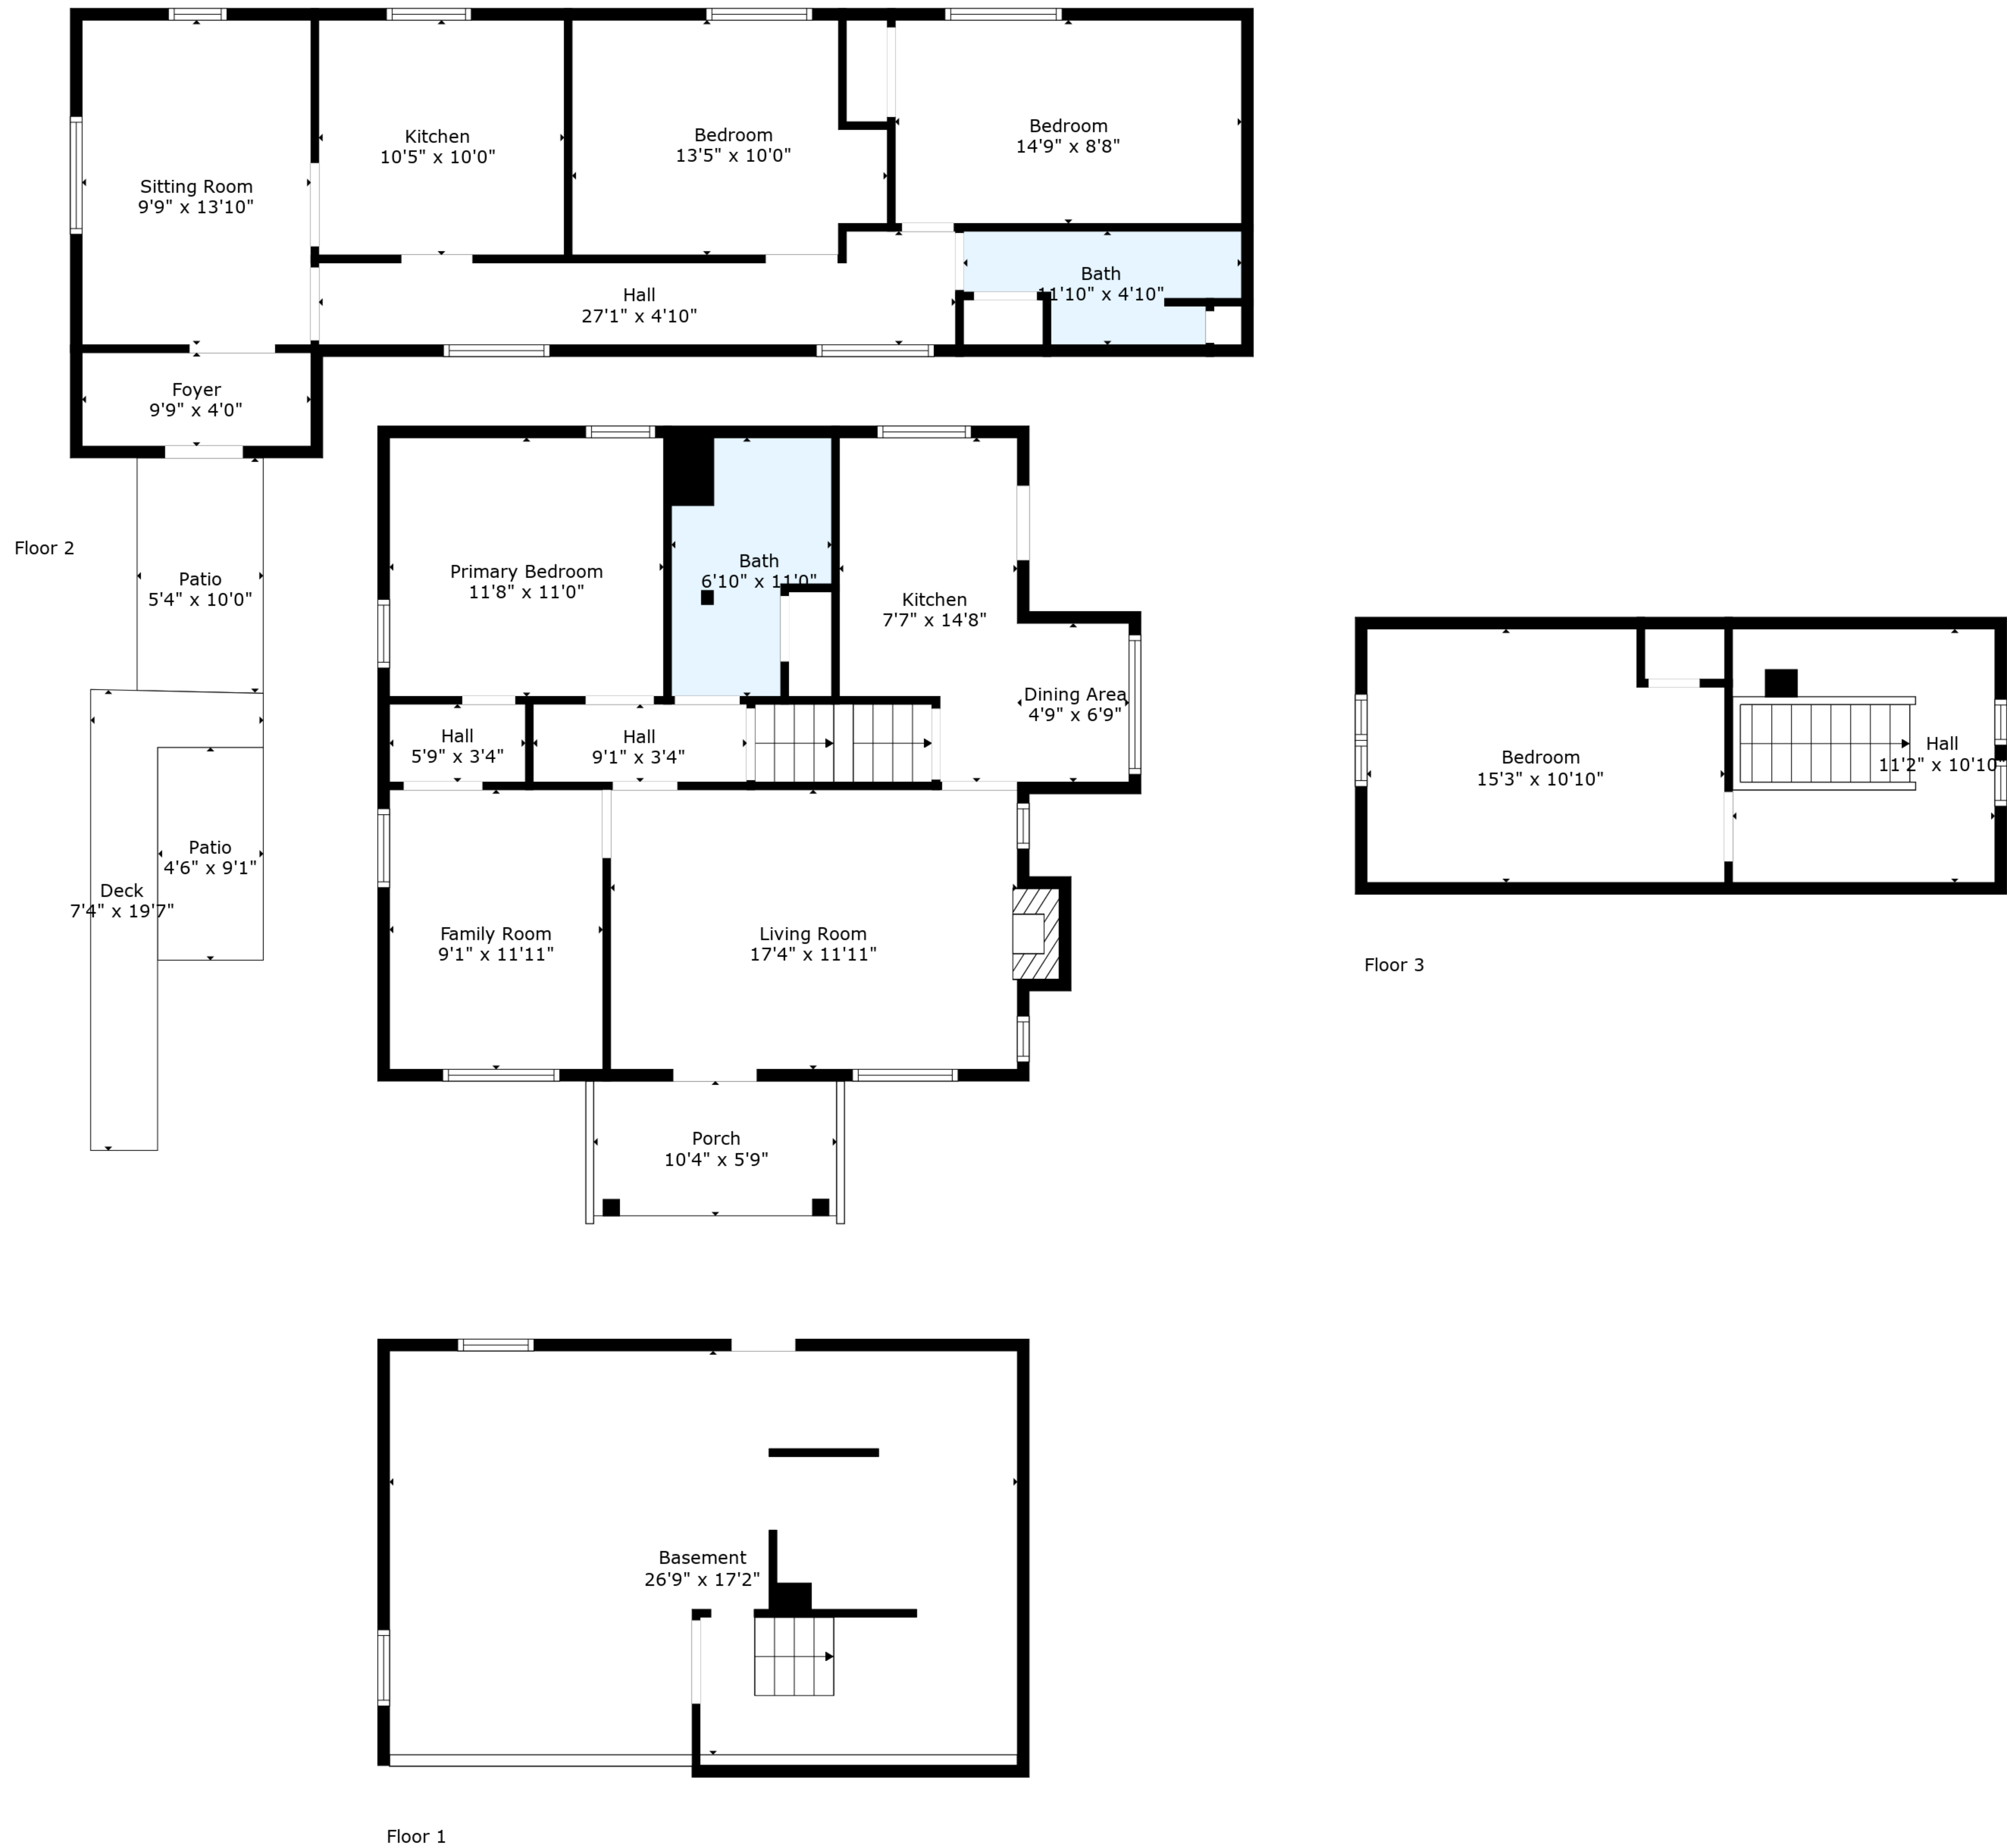 Sitting Room
9'9" x 13'10"
Kitchen
10'5" x 10'0"
Bedroom
13'5" x 10'0"
Bedroom
14'9" x 8'8"
Bath
11'10" x 4'10"
Hall
27'1" x 4'10"
Foyer
9'9" x 4'0"
Floor 2
Patio
5'4" x 10'0"
Primary Bedroom
11'8" x 11'0"
Bath
6'10" x 11'0"
Kitchen
7'7" x 14'8"
Dining Area
4'9" x 6'9"
Hall
5'9" x 3'4"
Hall
9'1" x 3'4"
Patio
4'6" x 9'1"
Deck
7'4" x 19'7"
Family Room
9'1" x 11'11"
Living Room
17'4" x 11'11"
Porch
10'4" x 5'9"
Bedroom
15'3" x 10'10"
Hall
11'2" x 10'10"
Floor 3
Basement
26'9" x 17'2"
Floor 1